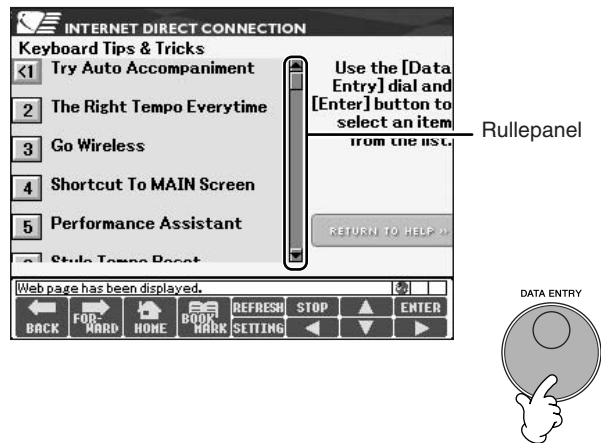 INTERNET DIRECT CONNECTION
Keyboard Tips & Tricks
<1 Try Auto Accompaniment
2 The Right Tempo Everytime
3 Go Wireless
4 Shortcut To MAIN Screen
5 Performance Assistant
Style Tempo Reset
Use the [Data
Entry] dial and
[Enter] button to
select an item
from the list.
RETURN TO HELP »
Rullepanel
Web page has been displayed.
BACK
FOR-
WARD
HOME
BOOK
MARK
REFRESH
SETTING
STOP
ENTER
DATA ENTRY